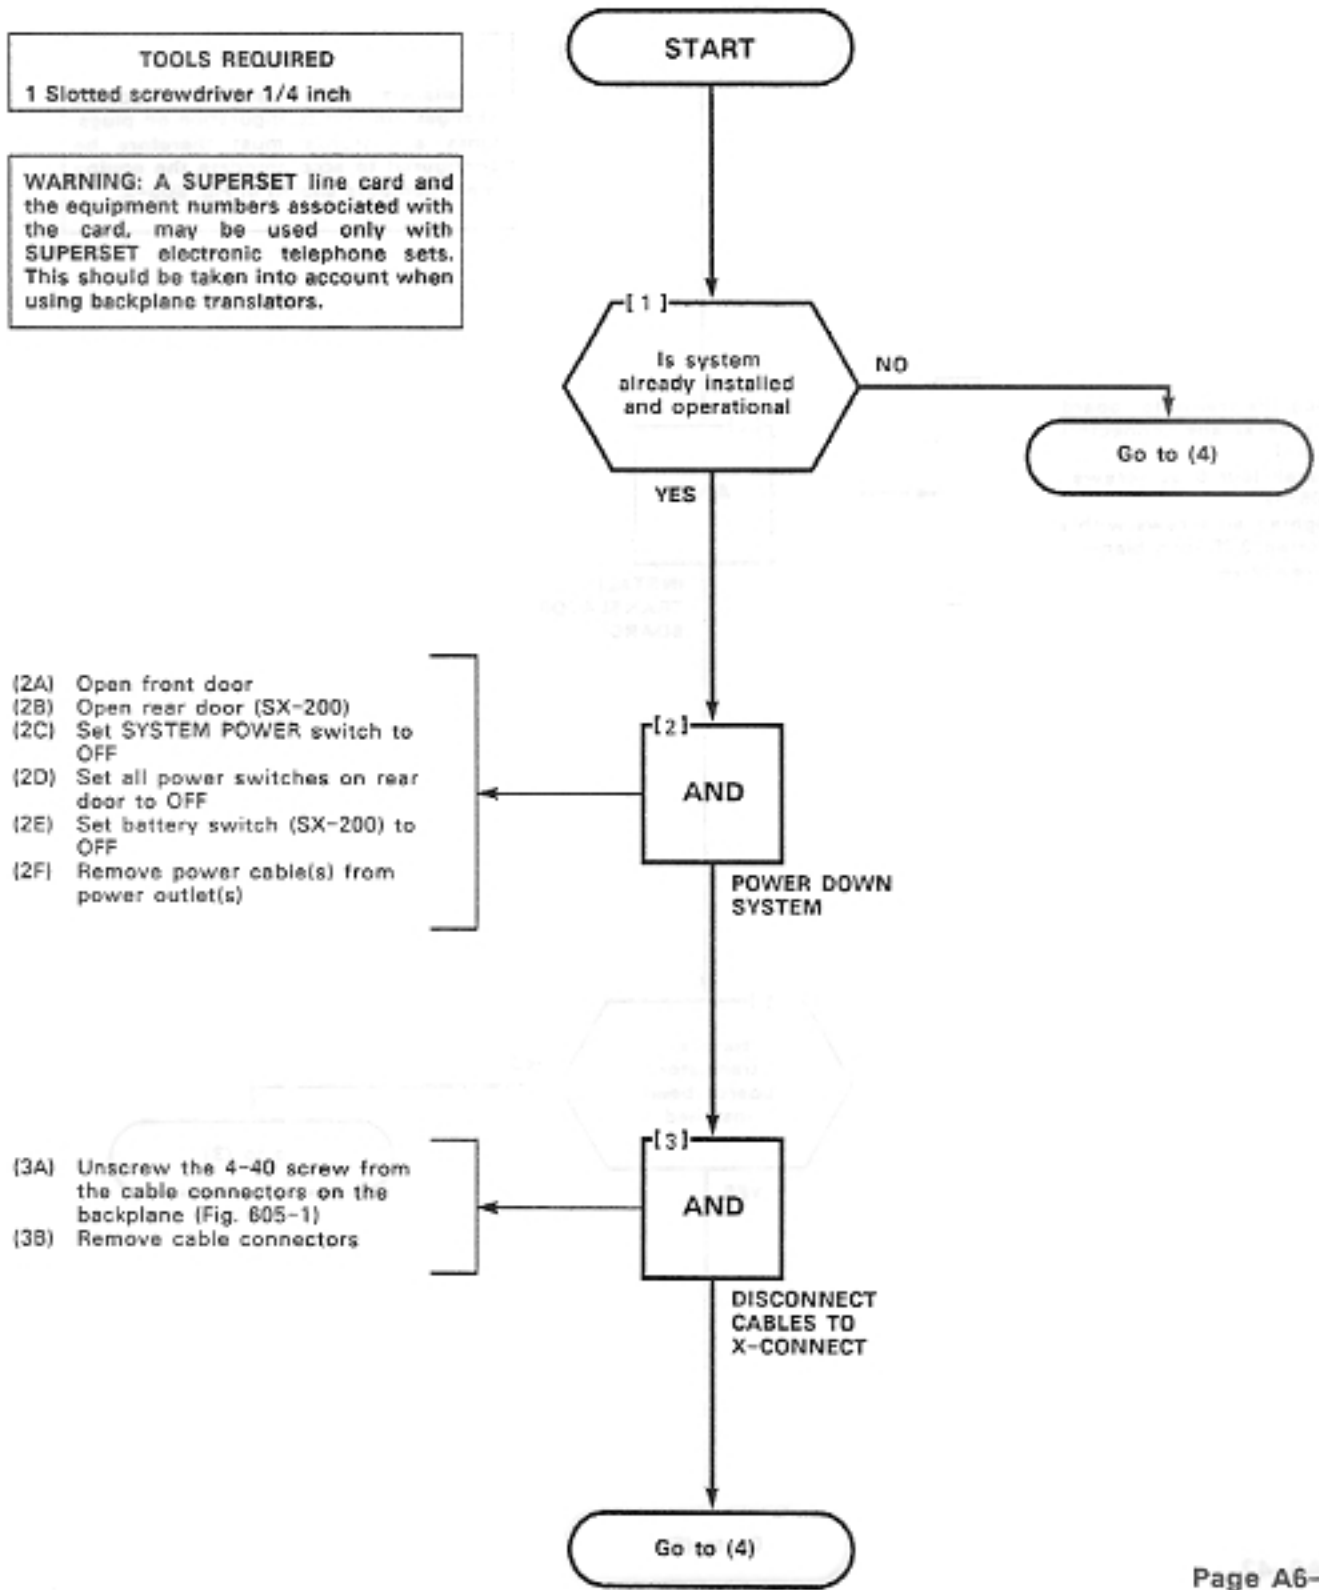 START
TOOLS REQUIRED
1 Slotted screwdriver 1/4 inch
WARNING: A SUPERSET line card and
the equipment numbers associated with
the card, may be used only with
SUPERSET electronic telephone sets.
This should be taken into account when
using backplane translators.
[ 1 ]
Is system
already installed
and operational
NO
Go to (4)
YES
(2A) Open front door
(2B) Open rear door (SX-200)
(2C) Set SYSTEM POWER switch to
OFF
(2D) Set all power switches on rear
door to OFF
(2E) Set battery switch (SX-200) to
OFF
(2F) Remove power cable(s) from
power outlet(s)
[2]
AND
POWER DOWN
SYSTEM
(3A) Unscrew the 4-40 screw from
the cable connectors on the
backplane (Fig. 605-1)
(3B) Remove cable connectors
[3]
AND
DISCONNECT
CABLES TO
X-CONNECT
Go to (4)
Page A6-